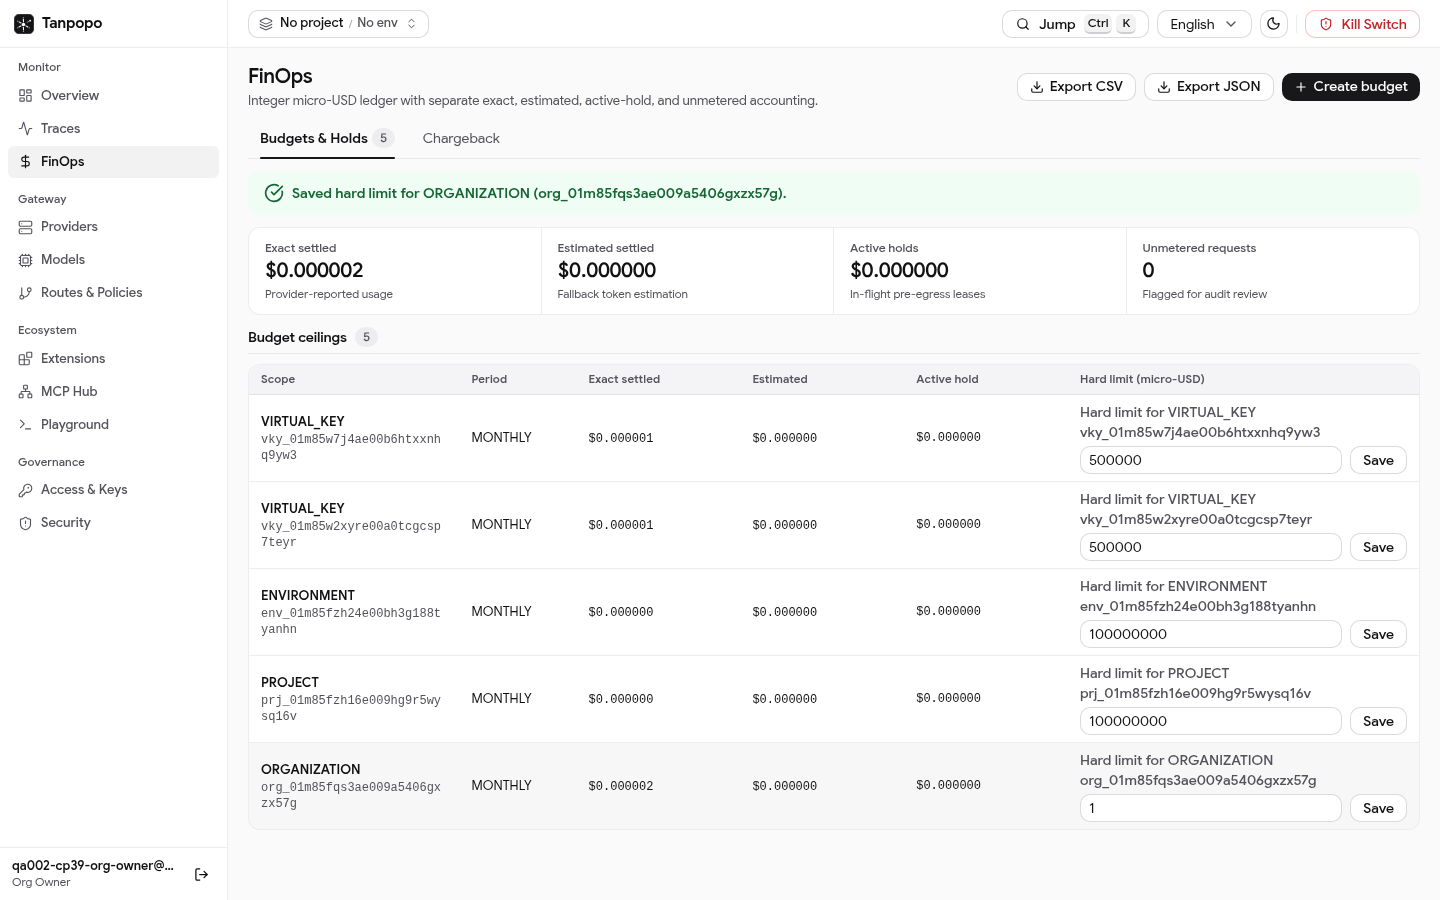 Tanpopo
No project / No env
Jump Ctrl K
English
Kill Switch
Monitor
Overview
Traces
FinOps
Gateway
Providers
Models
Routes & Policies
Ecosystem
Extensions
MCP Hub
Playground
Governance
Access & Keys
Security
qa002-cp39-org-owner@...
Org Owner
FinOps
Integer micro-USD ledger with separate exact, estimated, active-hold, and unmetered accounting.
Export CSV
Export JSON
Create budget
Budgets & Holds 5
Chargeback
Saved hard limit for ORGANIZATION (org_01m85fqs3ae009a5406gxzx57g).
Exact settled
$0.000002
Provider-reported usage
Estimated settled
$0.000000
Fallback token estimation
Active holds
$0.000000
In-flight pre-egress leases
Unmetered requests
0
Flagged for audit review
Budget ceilings 5
Scope Period Exact settled Estimated Active hold Hard limit (micro-USD)
VIRTUAL_KEY
vky_01m85w7j4ae00b6htxxnh
q9yw3
MONTHLY
$0.000001
$0.000000
$0.000000
Hard limit for VIRTUAL_KEY
vky_01m85w7j4ae00b6htxxnhq9yw3
500000
Save
VIRTUAL_KEY
vky_01m85w2xyre00a0tcgcsp
7teyr
MONTHLY
$0.000001
$0.000000
$0.000000
Hard limit for VIRTUAL_KEY
vky_01m85w2xyre00a0tcgcsp7teyr
500000
Save
ENVIRONMENT
env_01m85fzh24e00bh3g188t
yanhn
MONTHLY
$0.000000
$0.000000
$0.000000
Hard limit for ENVIRONMENT
env_01m85fzh24e00bh3g188tyanhn
100000000
Save
PROJECT
prj_01m85fzh16e009hg9r5wy
sq16v
MONTHLY
$0.000000
$0.000000
$0.000000
Hard limit for PROJECT
prj_01m85fzh16e009hg9r5wysq16v
100000000
Save
ORGANIZATION
org_01m85fqs3ae009a5406gx
zx57g
MONTHLY
$0.000002
$0.000000
$0.000000
Hard limit for ORGANIZATION
org_01m85fqs3ae009a5406gxzx57g
1
Save